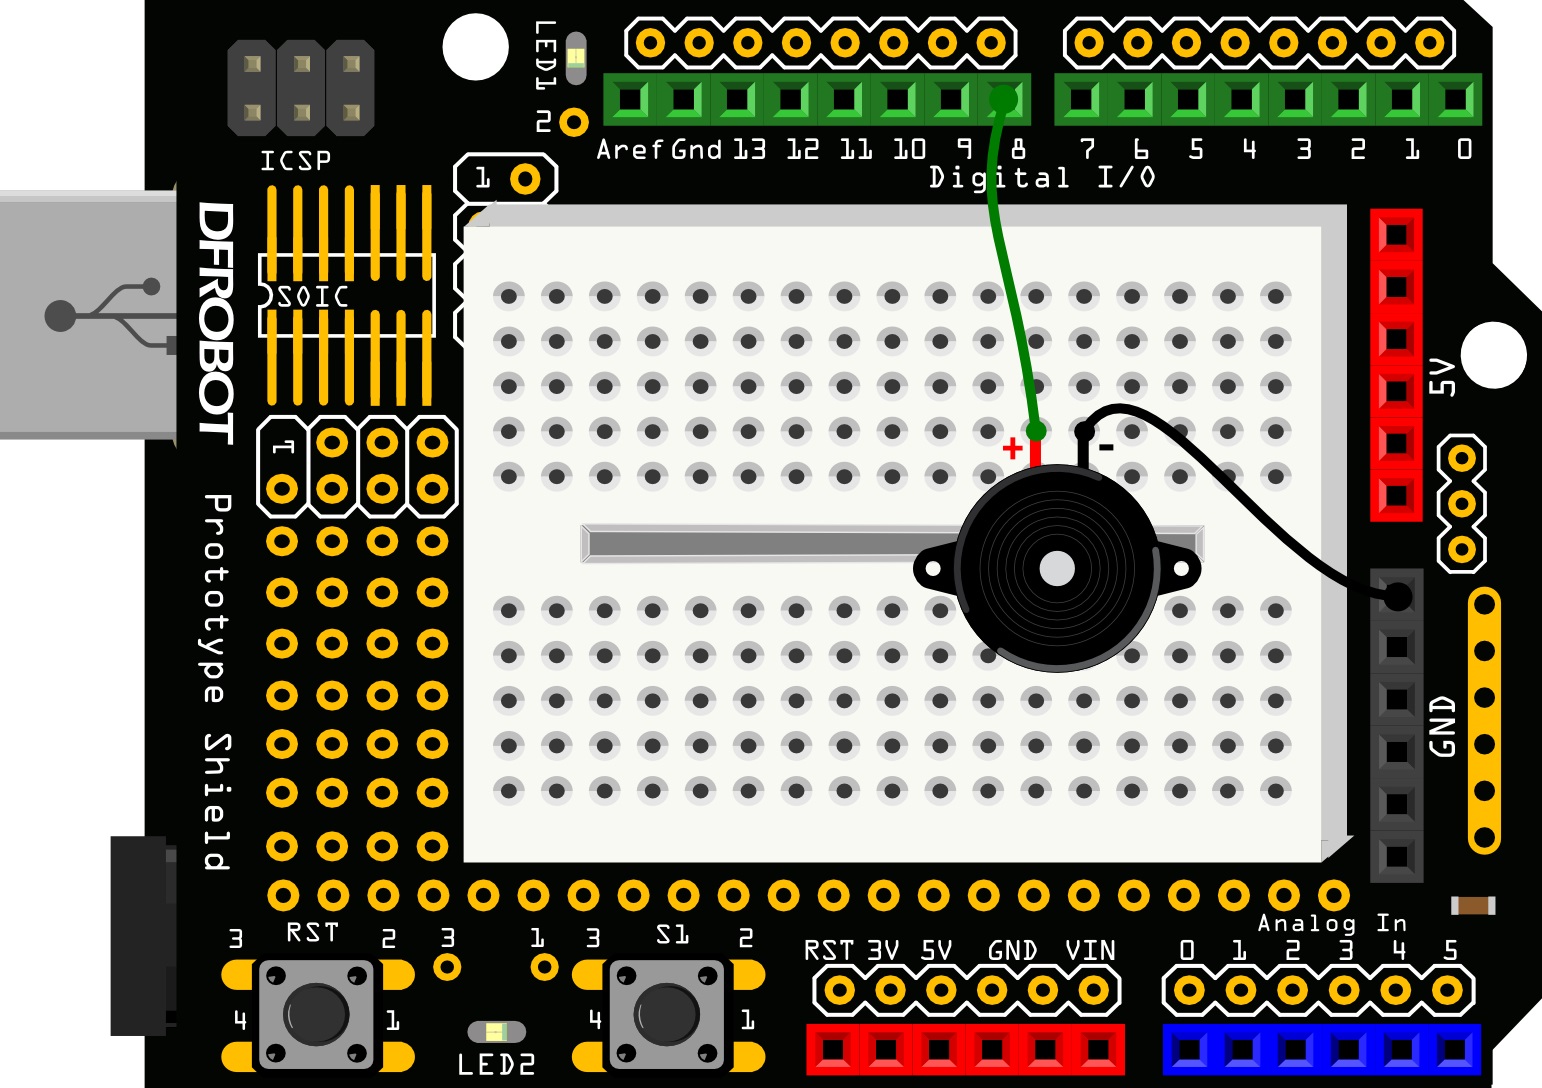 LED1
2
ICSP
Aref Gnd 13 12 11 10 9 8 7 6 5 4 3 2 1 0
Digital I/O
1
DFROBOT
SOIC
5V
1
+ -
Prototype Shield
GND
Analog In
3 RST 2 3 1 3 S1 2
RST 3V 5V GND VIN 0 1 2 3 4 5
4 1 4 1
LED2